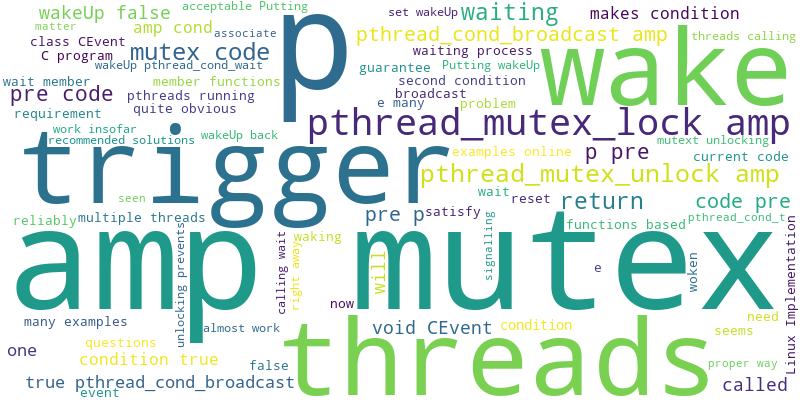 wakeUp false
acceptable Putting
matter
amp cond
associate
class CEvent
C program
mutex code
wakeUp pthread_cond_wait
wait member
member functions
pre code
pthreads running
requirement
quite obvious
work insofar
recommended solutions
wakeUp back
p
set wakeUp
waiting
makes condition
pthread_cond_broadcast amp
waiting process
guarantee
Putting wakeUp
second condition
broadcast
e many
problem
wake
threads calling
pthread_mutex_lock amp
mutext unlocking
examples online
p pre
current code
trigger
pthread_mutex_unlock amp
seen
reliably
multiple threads
pre p
satisfy
wait
reset
return
code pre
functions based
pthread_cond_t
amp mutex
unlocking prevents
waking
calling wait
right away
will
signalling
e
woken
now
Linux Implementation
many examples
almost work
void CEvent
condition
seems
need
one
questions
condition true
false
threads
proper way
called
true pthread_cond_broadcast
event